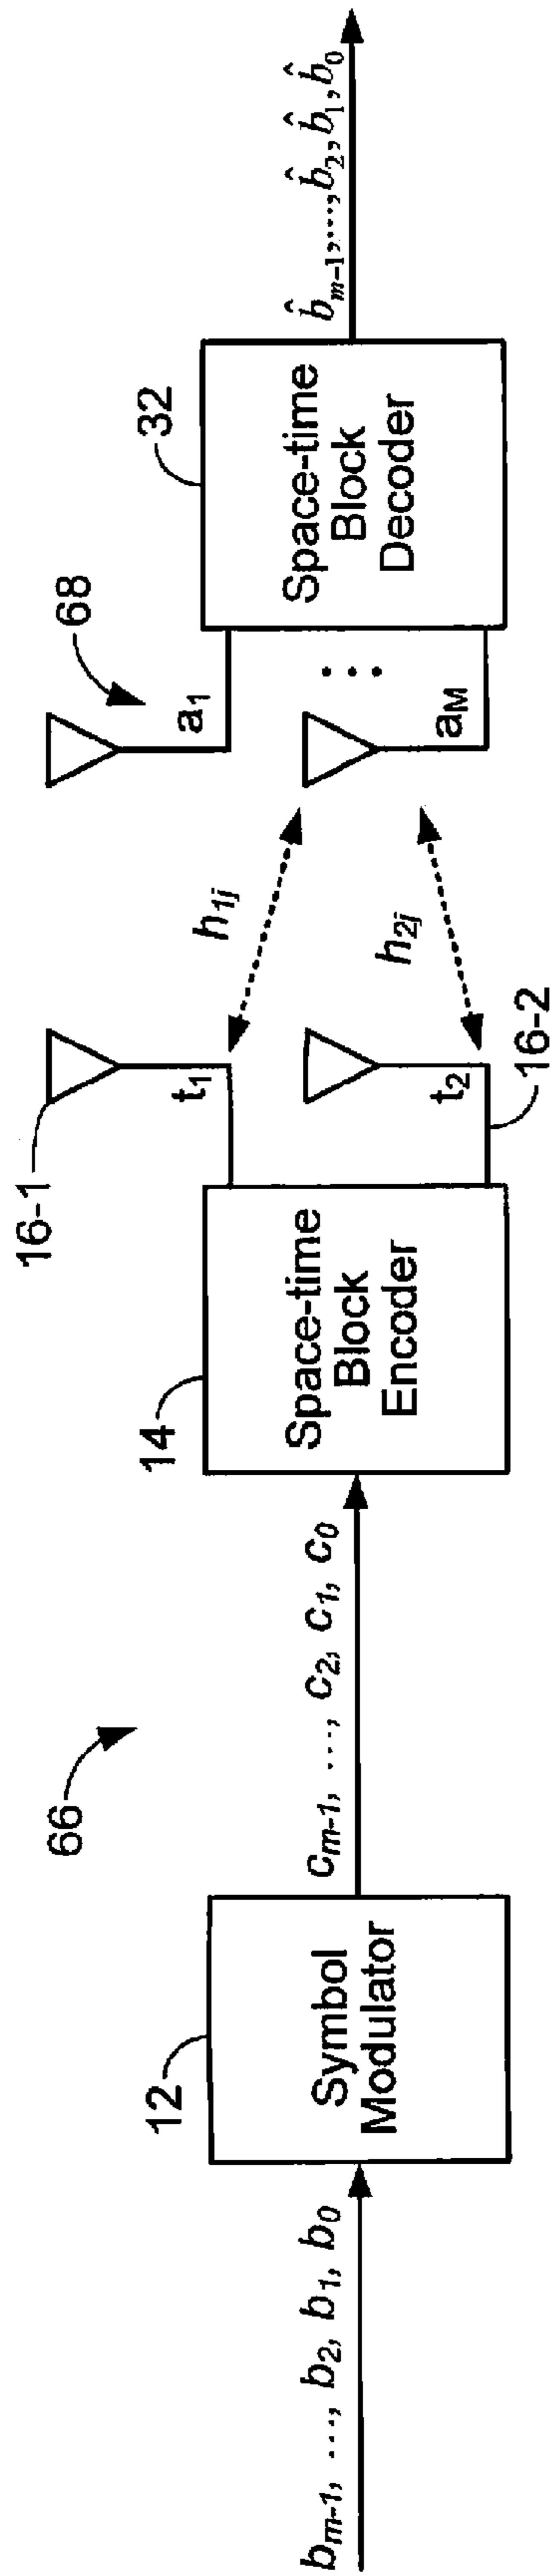 66
68
b_{m-1}, ..., b_2, b_1, b_0
12
Symbol
Modulator
c_{m-1}, ..., c_2, c_1, c_0
14
Space-time
Block
Encoder
16-1
t_1
t_2
16-2
h_{1j}
h_{2j}
a_1
a_M
32
Space-time
Block
Decoder
b̂_{m-1},...,b̂_2,b̂_1,b̂_0